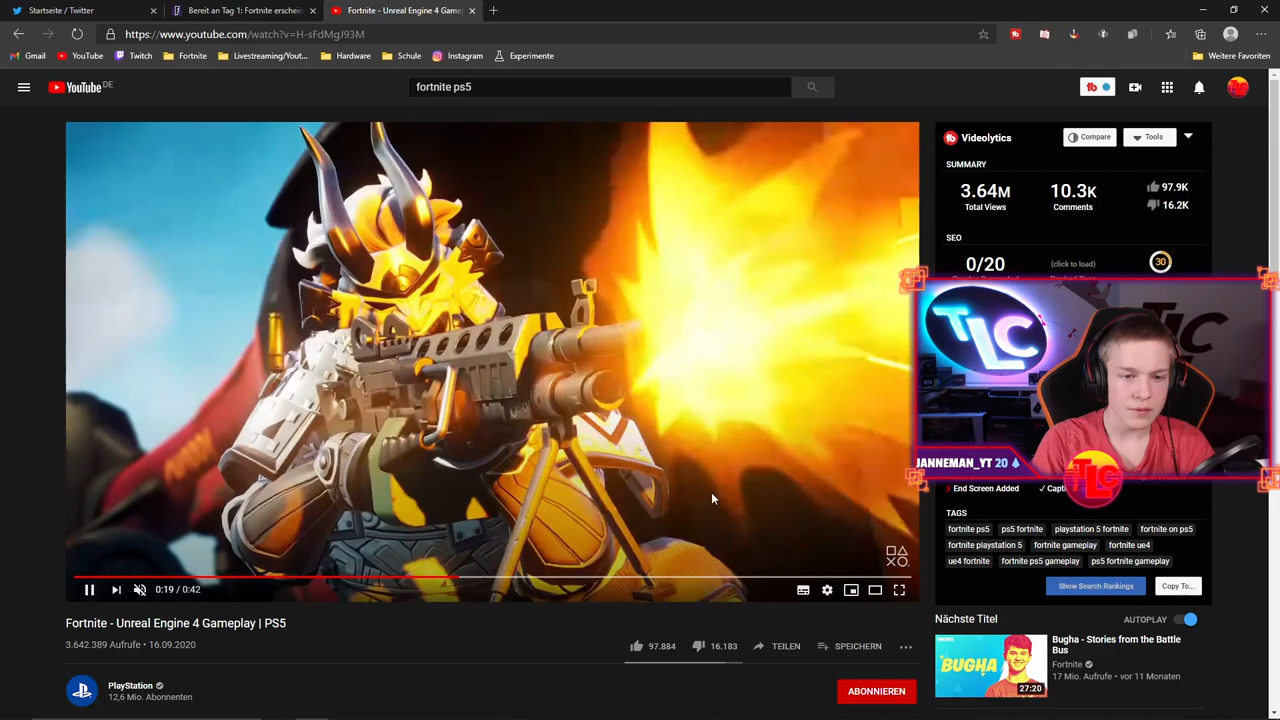 Startseite / Twitter
Bereit an Tag 1: Fortnite erschein
Fortnite - Unreal Engine 4 Game
https://www.youtube.com/watch?v=H-sFdMgJ93M
Gmail
YouTube
Twitch
Fortnite
Livestreaming/Yout...
Hardware
Schule
Instagram
Experimente
Weitere Favoriten
YouTube DE
fortnite ps5
Videolytics
Compare
Tools
SUMMARY
3.64M
10.3K
97.9K
Total Views
Comments
16.2K
SEO
0/20
(click to load)
30
TLC
JANNEMAN_YT 20
TLC
End Screen Added
TAGS
fortnite ps5
ps5 fortnite
playstation 5 fortnite
fortnite on ps5
fortnite playstation 5
fortnite gameplay
fortnite ue4
ue4 fortnite
fortnite ps5 gameplay
ps5 fortnite gameplay
Show Search Rankings
Copy To...
0:19 / 0:42
Fortnite - Unreal Engine 4 Gameplay | PS5
3.642.389 Aufrufe • 16.09.2020
97.884
16.183
TEILEN
SPEICHERN
PlayStation
12,6 Mio. Abonnenten
ABONNIEREN
Nächste Titel
AUTOPLAY
BUGHA
27:20
Bugha - Stories from the Battle
Bus
Fortnite
17 Mio. Aufrufe • vor 11 Monaten